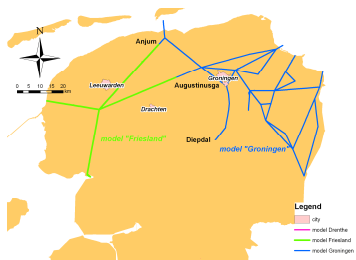 N
Anjum
Groningen
Leeuwarden
Augustinusga
0 5 10 15 20
km
Drachten
model "Friesland"
Diepdal
model "Groningen"
Legend
city
model Drenthe
model Friesland
model Groningen